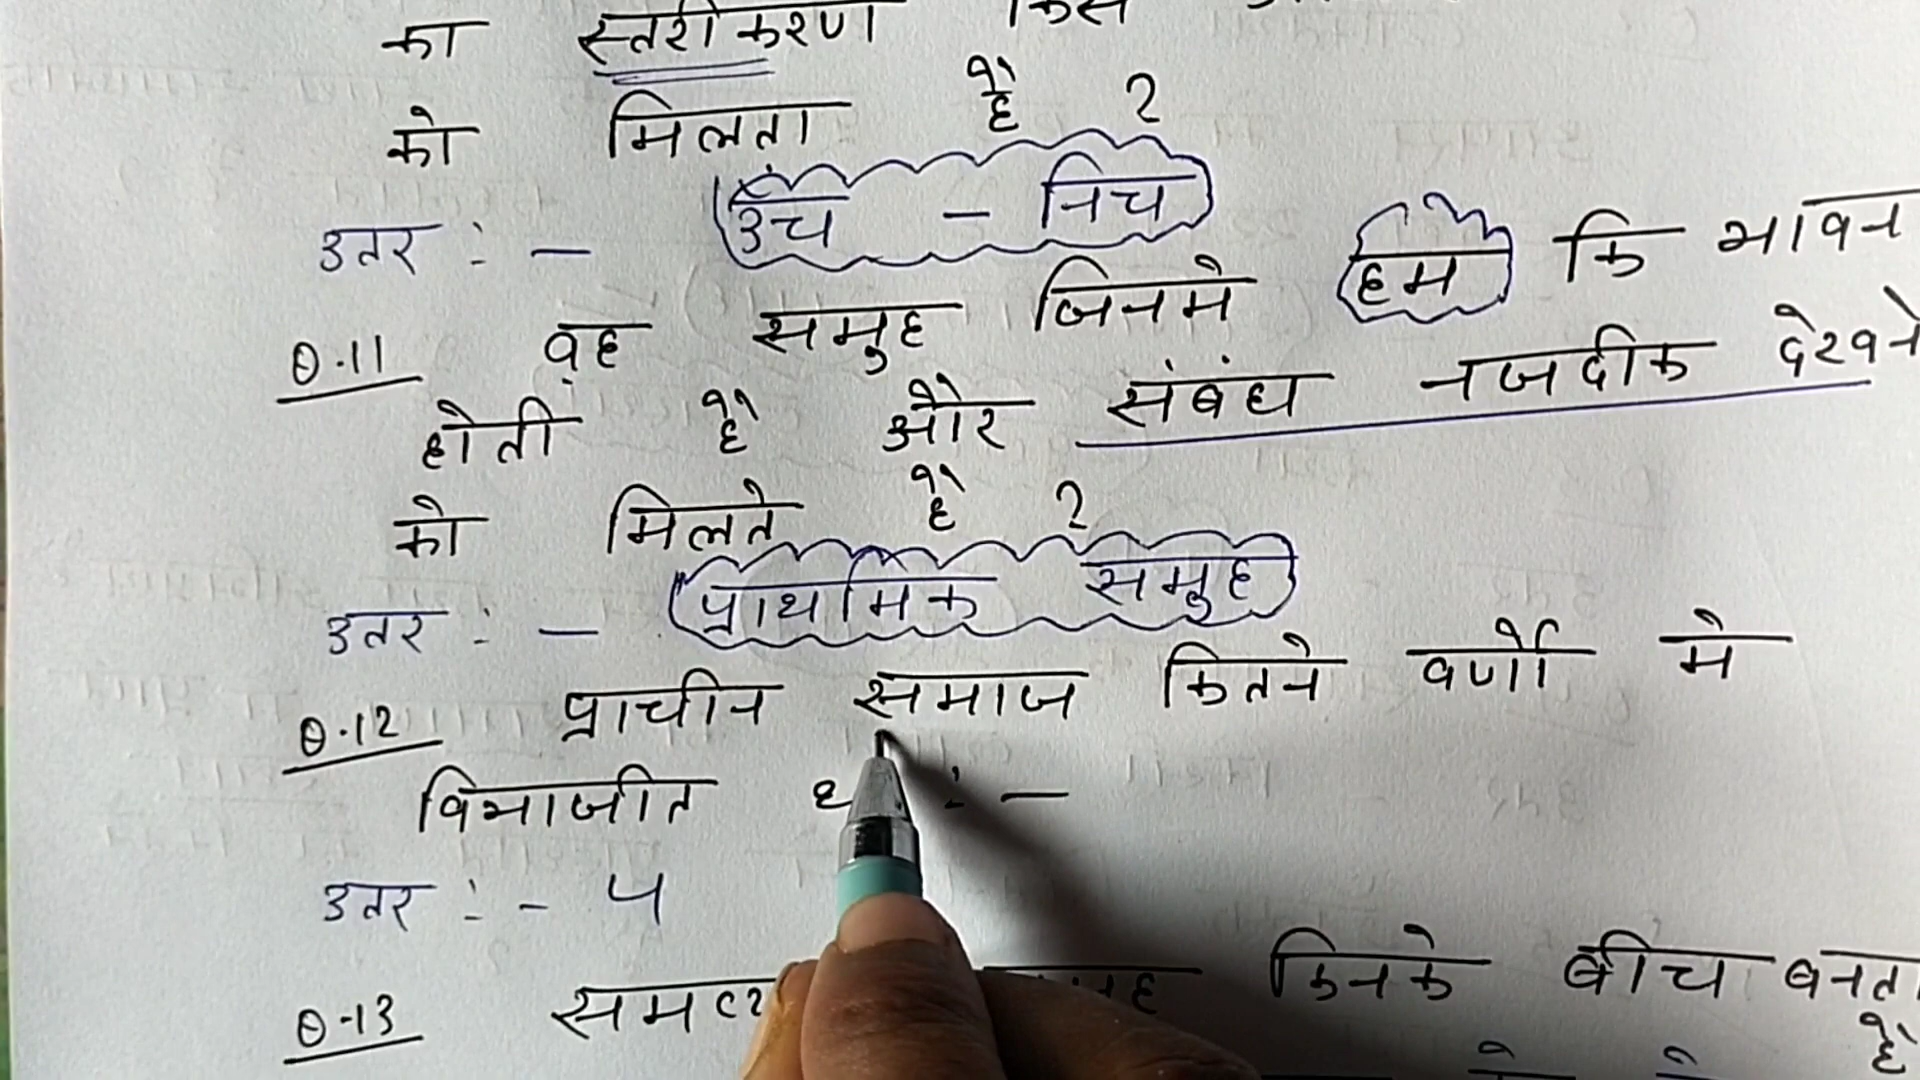 का स्तरीकरण किस
को मिलता है ?
उतर :- उंच - निच
Q.11 वह समुह जिनमे हम कि भावन
होती है और संबंध नजदीक देखने
को मिलते है ?
उतर :- प्राथमिक समुह
Q.12 प्राचीन समाज कितने वर्णो मे
विभाजीत :-
उतर :- 4
Q.13 किनके बीच बनता
है